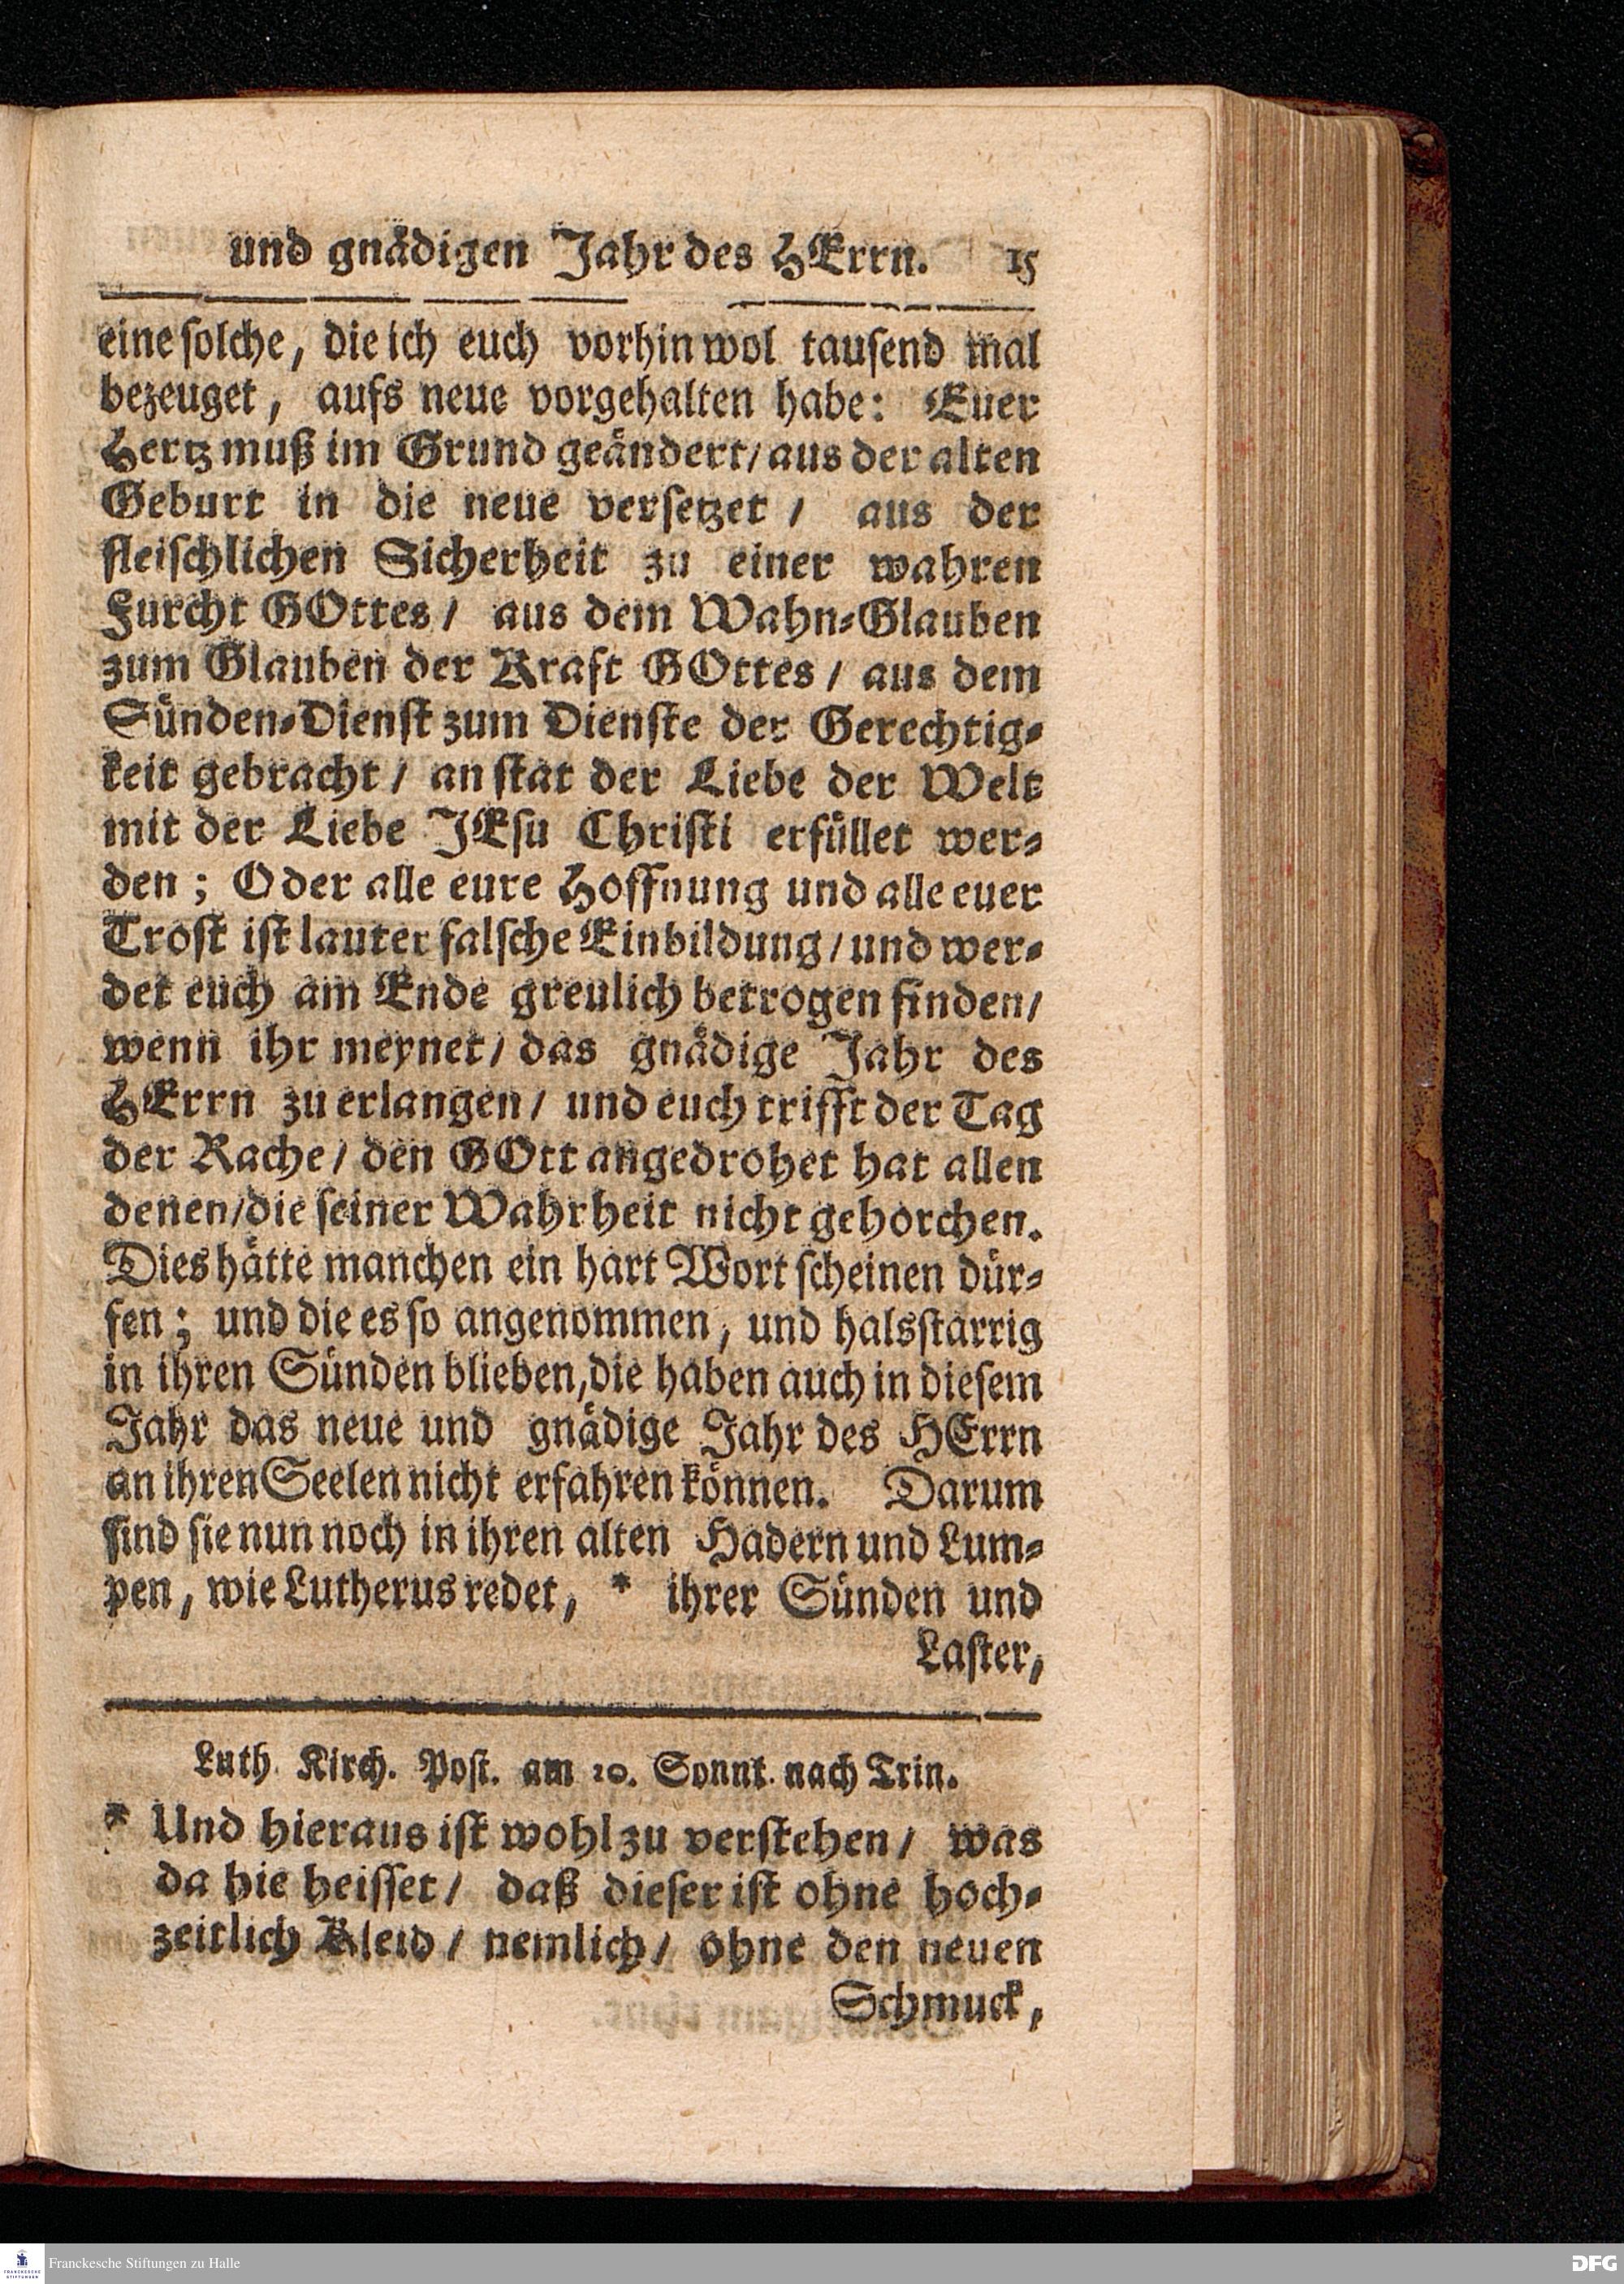 und gnädigen Jahr des HErrn. 15
eine solche, die ich euch vorhin wol tausend mal
bezeuget, aufs neue vorgehalten habe: Euer
Hertz muß im Grund geändert/ aus der alten
Geburt in die neue versetzet / aus der
fleischlichen Sicherheit zu einer wahren
Furcht GOttes / aus dem Wahn-Glauben
zum Glauben der Kraft GOttes / aus dem
Sünden-Dienst zum Dienste der Gerechtig-
keit gebracht / an stat der Liebe der Welt
mit der Liebe JEsu Christi erfüllet wer-
den ; Oder alle eure Hoffnung und alle euer
Trost ist lauter falsche Einbildung / und wer-
det euch am Ende greulich betrogen finden/
wenn ihr meynet / das gnädige Jahr des
HErrn zu erlangen / und euch trifft der Tag
der Rache / den GOtt angedrohet hat allen
denen/die seiner Wahrheit nicht gehorchen.
Dies hätte manchen ein hart Wort scheinen dür-
fen ; und die es so angenommen, und halsstarrig
in ihren Sünden blieben, die haben auch in diesem
Jahr das neue und gnädige Jahr des HErrn
an ihren Seelen nicht erfahren können. Darum
sind sie nun noch in ihren alten Hadern und Lum-
pen, wie Lutherus redet, * ihrer Sünden und
Laster,
Luth. Kirch. Post. am 20. Sonnt. nach Trin.
* Und hieraus ist wohl zu verstehen / was
da hie heisset / daß dieser ist ohne hoch-
zeitlich Kleid / nemlich / ohne den neuen
Schmuck,
FRANCKESCHE
STIFTUNGEN
Franckesche Stiftungen zu Halle
DFG